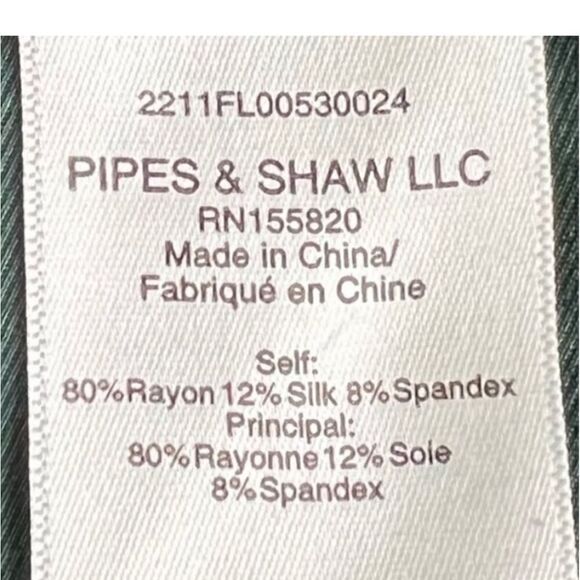 2211FL00530024
PIPES & SHAW LLC
RN155820
Made in China/
Fabriqué en Chine
Self:
80%Rayon 12% Silk 8% Spandex
Principal:
80%Rayonne 12% Soie
8%Spandex